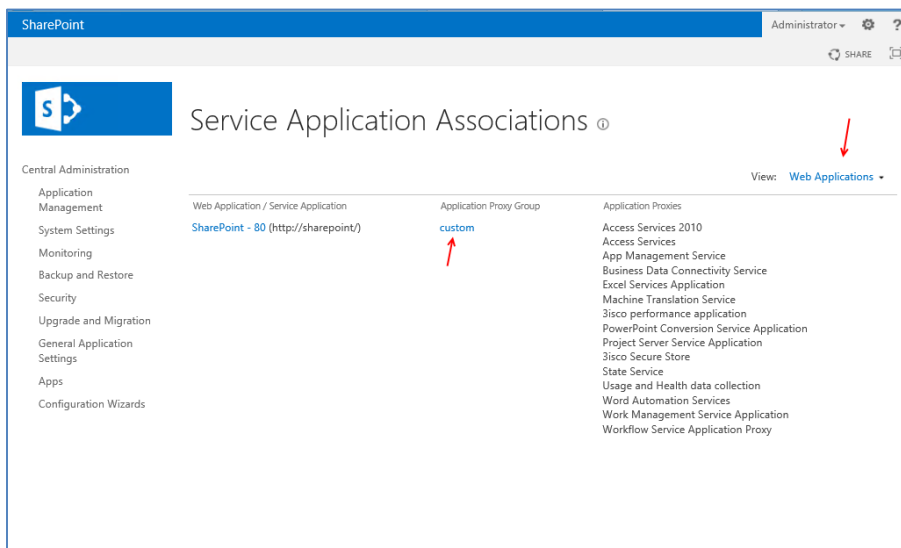 SharePoint
Administrator
?
SHARE
S
Service Application Associations
Central Administration
Application
Management
System Settings
Monitoring
Backup and Restore
Security
Upgrade and Migration
General Application
Settings
Apps
Configuration Wizards
View: Web Applications
Web Application / Service Application Application Proxy Group Application Proxies
SharePoint - 80 (http://sharepoint/) custom Access Services 2010
Access Services
App Management Service
Business Data Connectivity Service
Excel Services Application
Machine Translation Service
3isco performance application
PowerPoint Conversion Service Application
Project Server Service Application
3isco Secure Store
State Service
Usage and Health data collection
Word Automation Services
Work Management Service Application
Workflow Service Application Proxy